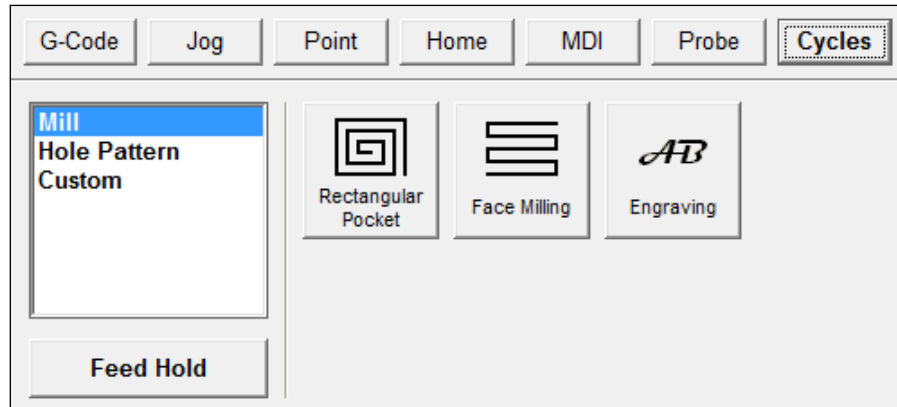 G-Code
Jog
Point
Home
MDI
Probe
Cycles
Mill
Hole Pattern
Custom
AB
Rectangular
Pocket
Face Milling
Engraving
Feed Hold